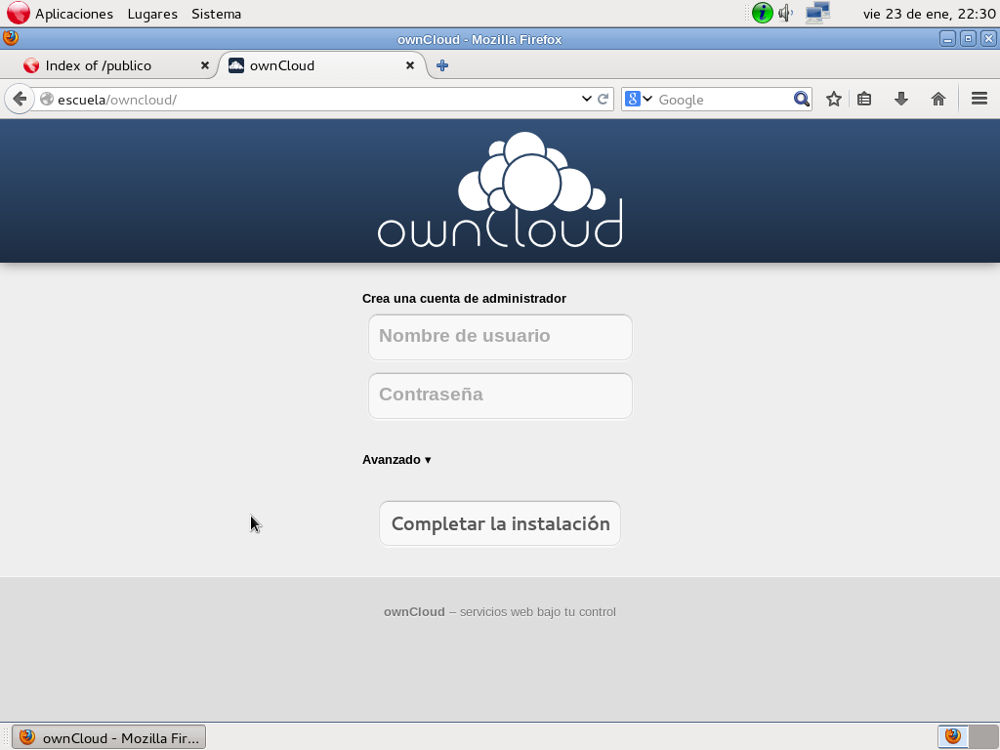 Aplicaciones Lugares Sistema vie 23 de ene, 22:30
ownCloud - Mozilla Firefox
Index of /publico ownCloud
escuela/owncloud/ Google
ownCloud
Crea una cuenta de administrador
Nombre de usuario
Contraseña
Avanzado ▾
Completar la instalación
ownCloud – servicios web bajo tu control
ownCloud - Mozilla Fir...